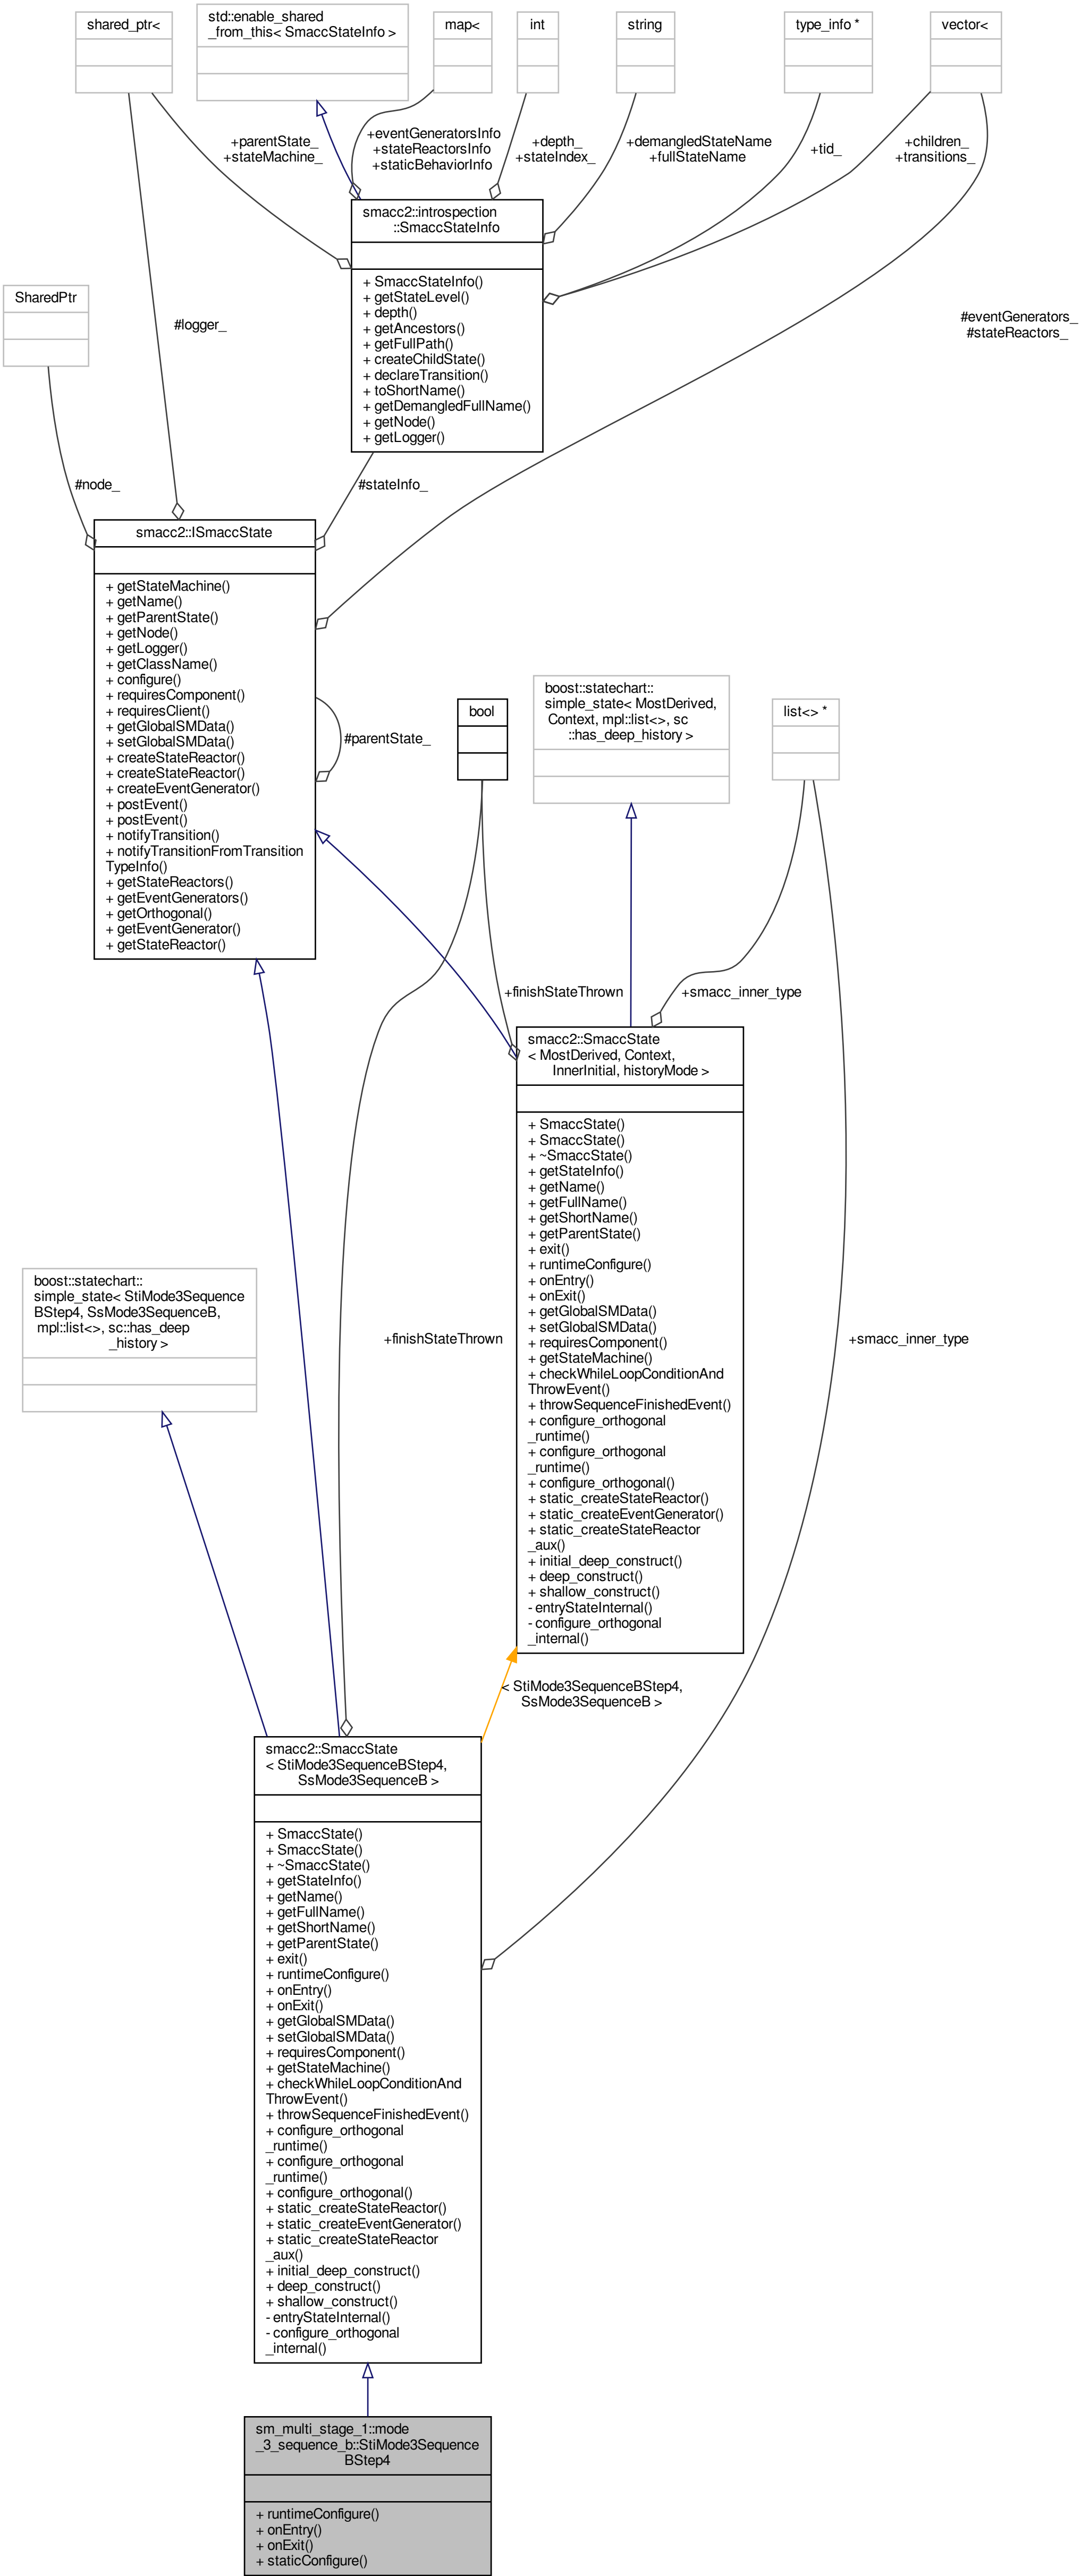 shared_ptr<
std::enable_shared
_from_this< SmaccStateInfo >
map<
int
string
type_info *
vector<
+parentState_
+stateMachine_
+eventGeneratorsInfo
+stateReactorsInfo
+staticBehaviorInfo
+depth_
+stateIndex_
+demangledStateName
+fullStateName
+tid_
+children_
+transitions_
smacc2::introspection
::SmaccStateInfo
+ SmaccStateInfo()
+ getStateLevel()
+ depth()
+ getAncestors()
+ getFullPath()
+ createChildState()
+ declareTransition()
+ toShortName()
+ getDemangledFullName()
+ getNode()
+ getLogger()
SharedPtr
#logger_
#eventGenerators_
#stateReactors_
#node_
#stateInfo_
smacc2::ISmaccState
+ getStateMachine()
+ getName()
+ getParentState()
+ getNode()
+ getLogger()
+ getClassName()
+ configure()
+ requiresComponent()
+ requiresClient()
+ getGlobalSMData()
+ setGlobalSMData()
+ createStateReactor()
+ createStateReactor()
+ createEventGenerator()
+ postEvent()
+ postEvent()
+ notifyTransition()
+ notifyTransitionFromTransition
TypeInfo()
+ getStateReactors()
+ getEventGenerators()
+ getOrthogonal()
+ getEventGenerator()
+ getStateReactor()
#parentState_
bool
boost::statechart::
simple_state< MostDerived,
Context, mpl::list<>, sc
::has_deep_history >
list<> *
+finishStateThrown
+smacc_inner_type
smacc2::SmaccState
< MostDerived, Context,
InnerInitial, historyMode >
+ SmaccState()
+ SmaccState()
+ ~SmaccState()
+ getStateInfo()
+ getName()
+ getFullName()
+ getShortName()
+ getParentState()
+ exit()
+ runtimeConfigure()
+ onEntry()
+ onExit()
+ getGlobalSMData()
+ setGlobalSMData()
+ requiresComponent()
+ getStateMachine()
+ checkWhileLoopConditionAnd
ThrowEvent()
+ throwSequenceFinishedEvent()
+ configure_orthogonal
_runtime()
+ configure_orthogonal
_runtime()
+ configure_orthogonal()
+ static_createStateReactor()
+ static_createEventGenerator()
+ static_createStateReactor
_aux()
+ initial_deep_construct()
+ deep_construct()
+ shallow_construct()
- entryStateInternal()
- configure_orthogonal
_internal()
boost::statechart::
simple_state< StiMode3Sequence
BStep4, SsMode3SequenceB,
mpl::list<>, sc::has_deep
_history >
+finishStateThrown
+smacc_inner_type
< StiMode3SequenceBStep4,
SsMode3SequenceB >
smacc2::SmaccState
< StiMode3SequenceBStep4,
SsMode3SequenceB >
+ SmaccState()
+ SmaccState()
+ ~SmaccState()
+ getStateInfo()
+ getName()
+ getFullName()
+ getShortName()
+ getParentState()
+ exit()
+ runtimeConfigure()
+ onEntry()
+ onExit()
+ getGlobalSMData()
+ setGlobalSMData()
+ requiresComponent()
+ getStateMachine()
+ checkWhileLoopConditionAnd
ThrowEvent()
+ throwSequenceFinishedEvent()
+ configure_orthogonal
_runtime()
+ configure_orthogonal
_runtime()
+ configure_orthogonal()
+ static_createStateReactor()
+ static_createEventGenerator()
+ static_createStateReactor
_aux()
+ initial_deep_construct()
+ deep_construct()
+ shallow_construct()
- entryStateInternal()
- configure_orthogonal
_internal()
sm_multi_stage_1::mode
_3_sequence_b::StiMode3Sequence
BStep4
+ runtimeConfigure()
+ onEntry()
+ onExit()
+ staticConfigure()